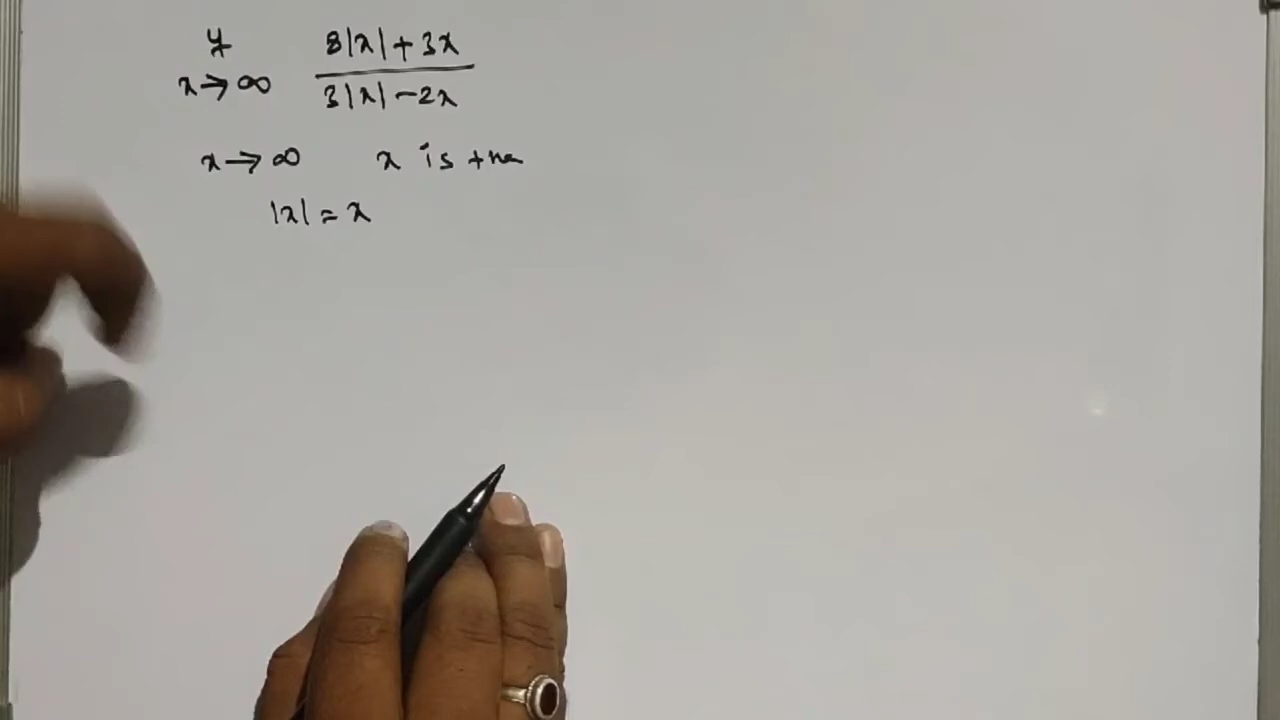 lt
x→∞ 8|x|+3x / 3|x|-2x
x→∞ x is +ve
|x| = x